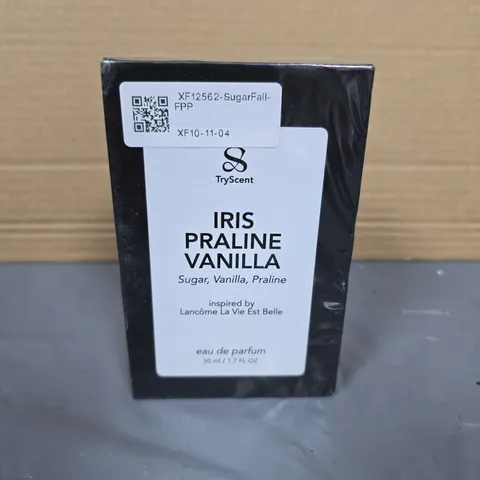 XF12562-SugarFall-
FPP
XF10-11-04
TryScent
IRIS
PRALINE
VANILLA
Sugar, Vanilla, Praline
inspired by
Lancôme La Vie Est Belle
eau de parfum
50 ml / 1.7 FL OZ